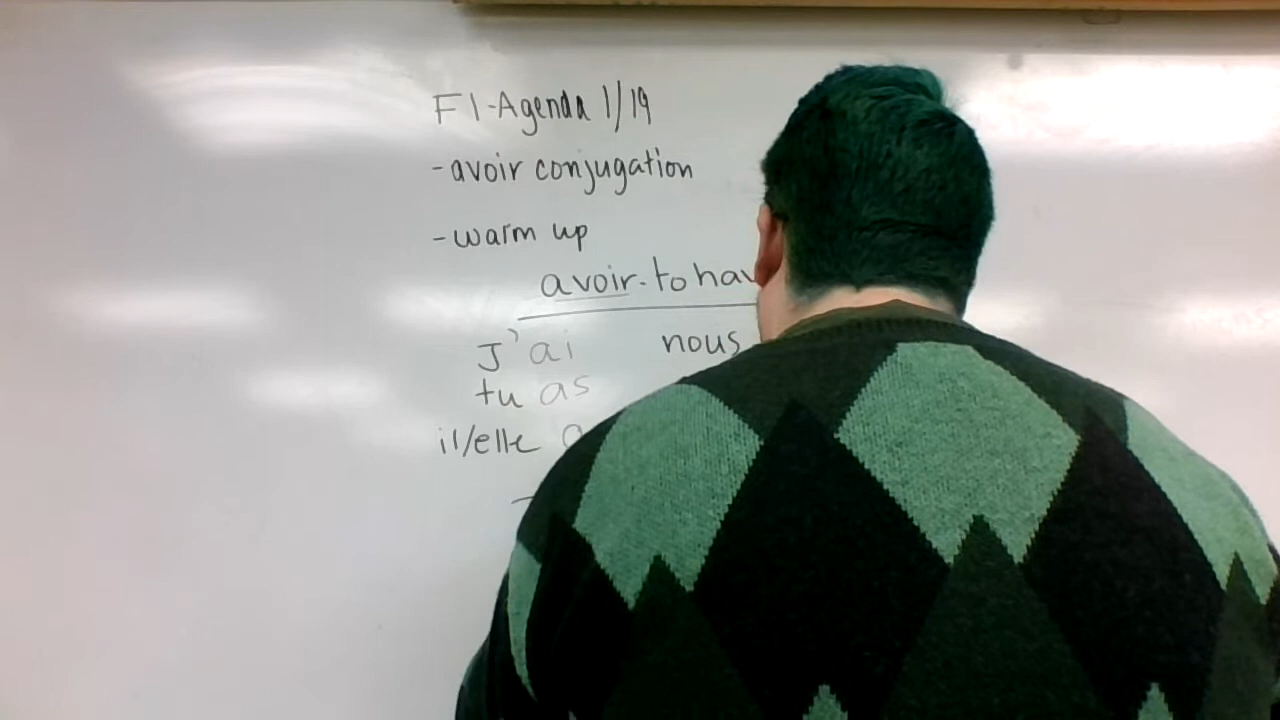 F1-Agenda 1/19
-avoir conjugation
-warm up
avoir-to hav
J'ai nous
tu as
il/elle a